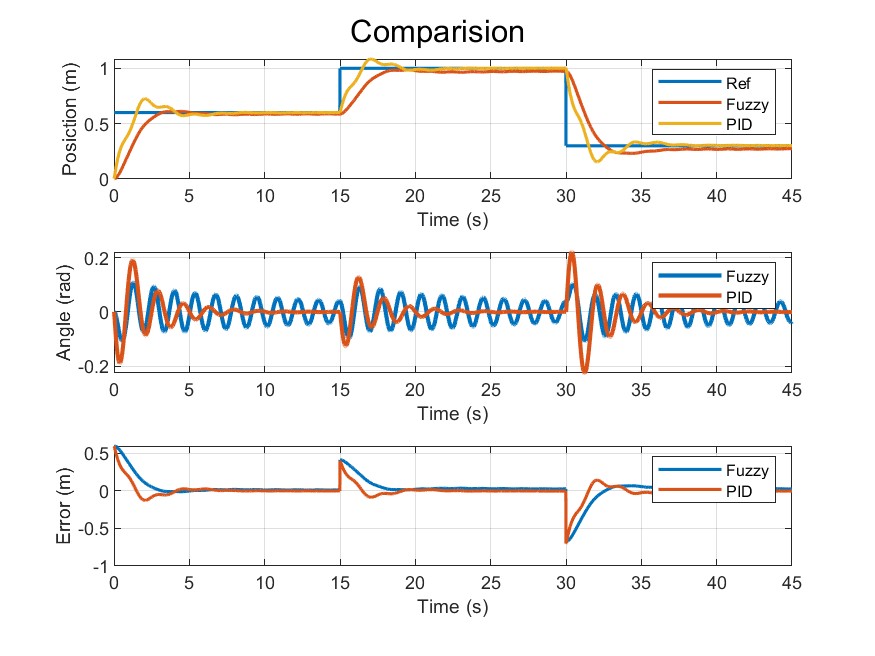 Comparision
Posiction (m)
1
0.5
0
Ref
Fuzzy
PID
0 5 10 15 20 25 30 35 40 45
Time (s)
Angle (rad)
0.2
0
-0.2
Fuzzy
PID
0 5 10 15 20 25 30 35 40 45
Time (s)
Error (m)
0.5
0
-0.5
-1
Fuzzy
PID
0 5 10 15 20 25 30 35 40 45
Time (s)